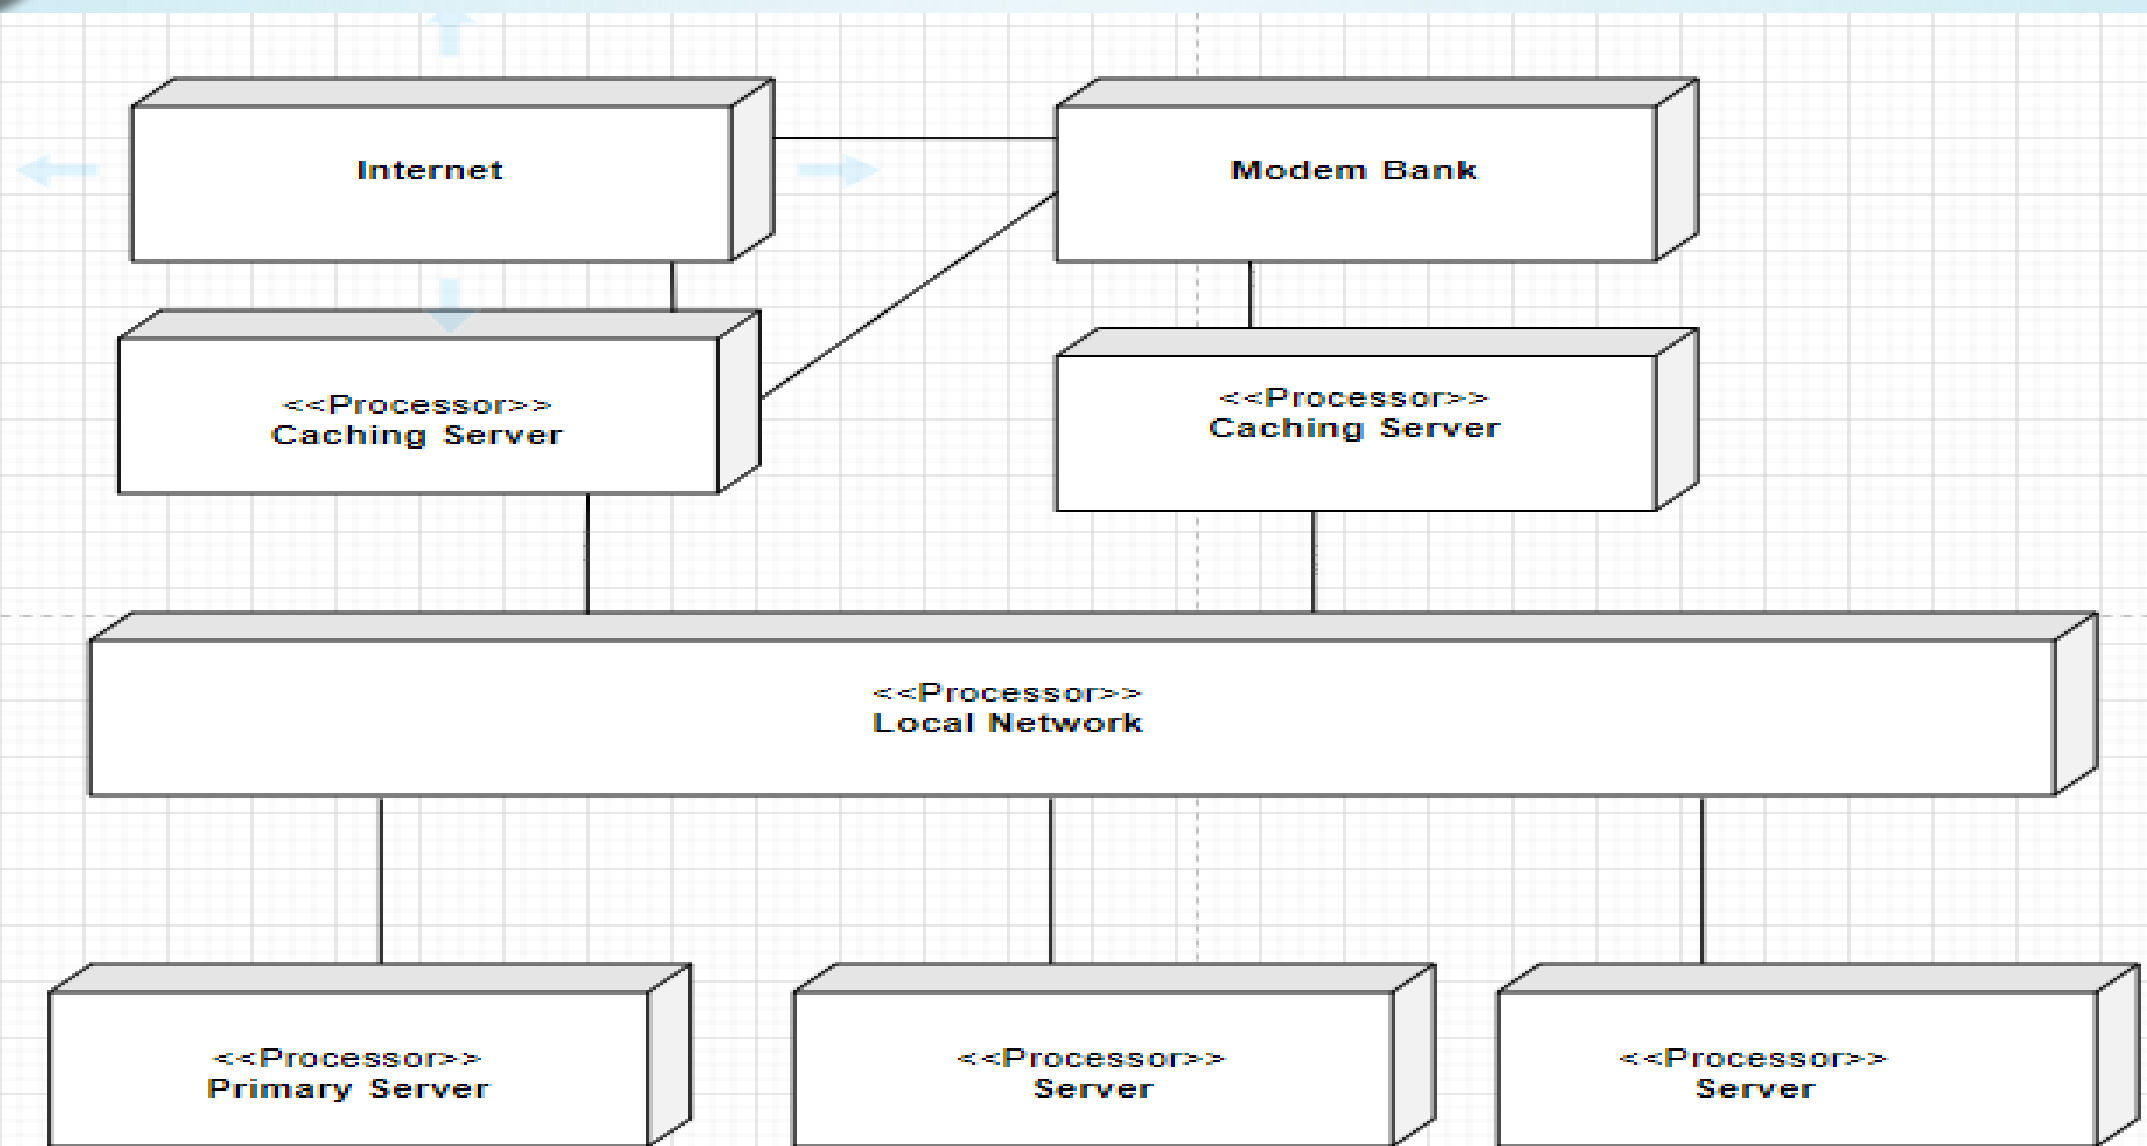 Internet
Modem Bank
<<Processor>>
Caching Server
<<Processor>>
Caching Server
<<Processor>>
Local Network
<<Processor>>
Primary Server
<<Processor>>
Server
<<Processor>>
Server